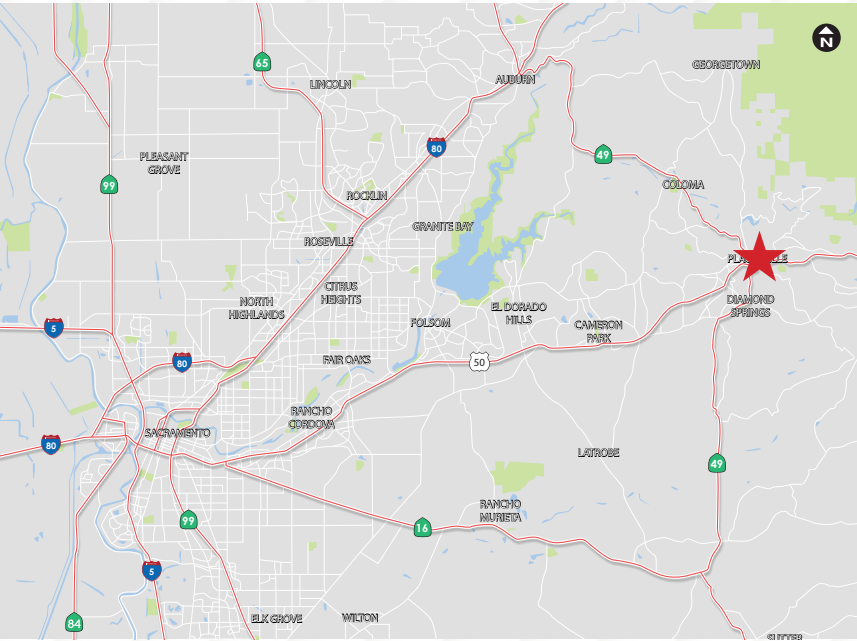 N
GEORGETOWN
65
LINCOLN
AUBURN
80
49
PLEASANT
GROVE
99
COLOMA
ROCKLIN
GRANITE BAY
ROSEVILLE
CITRUS
HEIGHTS
NORTH
HIGHLANDS
EL DORADO
HILLS
DIAMOND
SPRINGS
FOLSOM
CAMERON
PARK
5
80
FAIR OAKS
50
RANCHO
CORDOVA
SACRAMENTO
80
LATROBE
49
RANCHO
MURIETA
99
16
5
84
ELK GROVE
WILTON